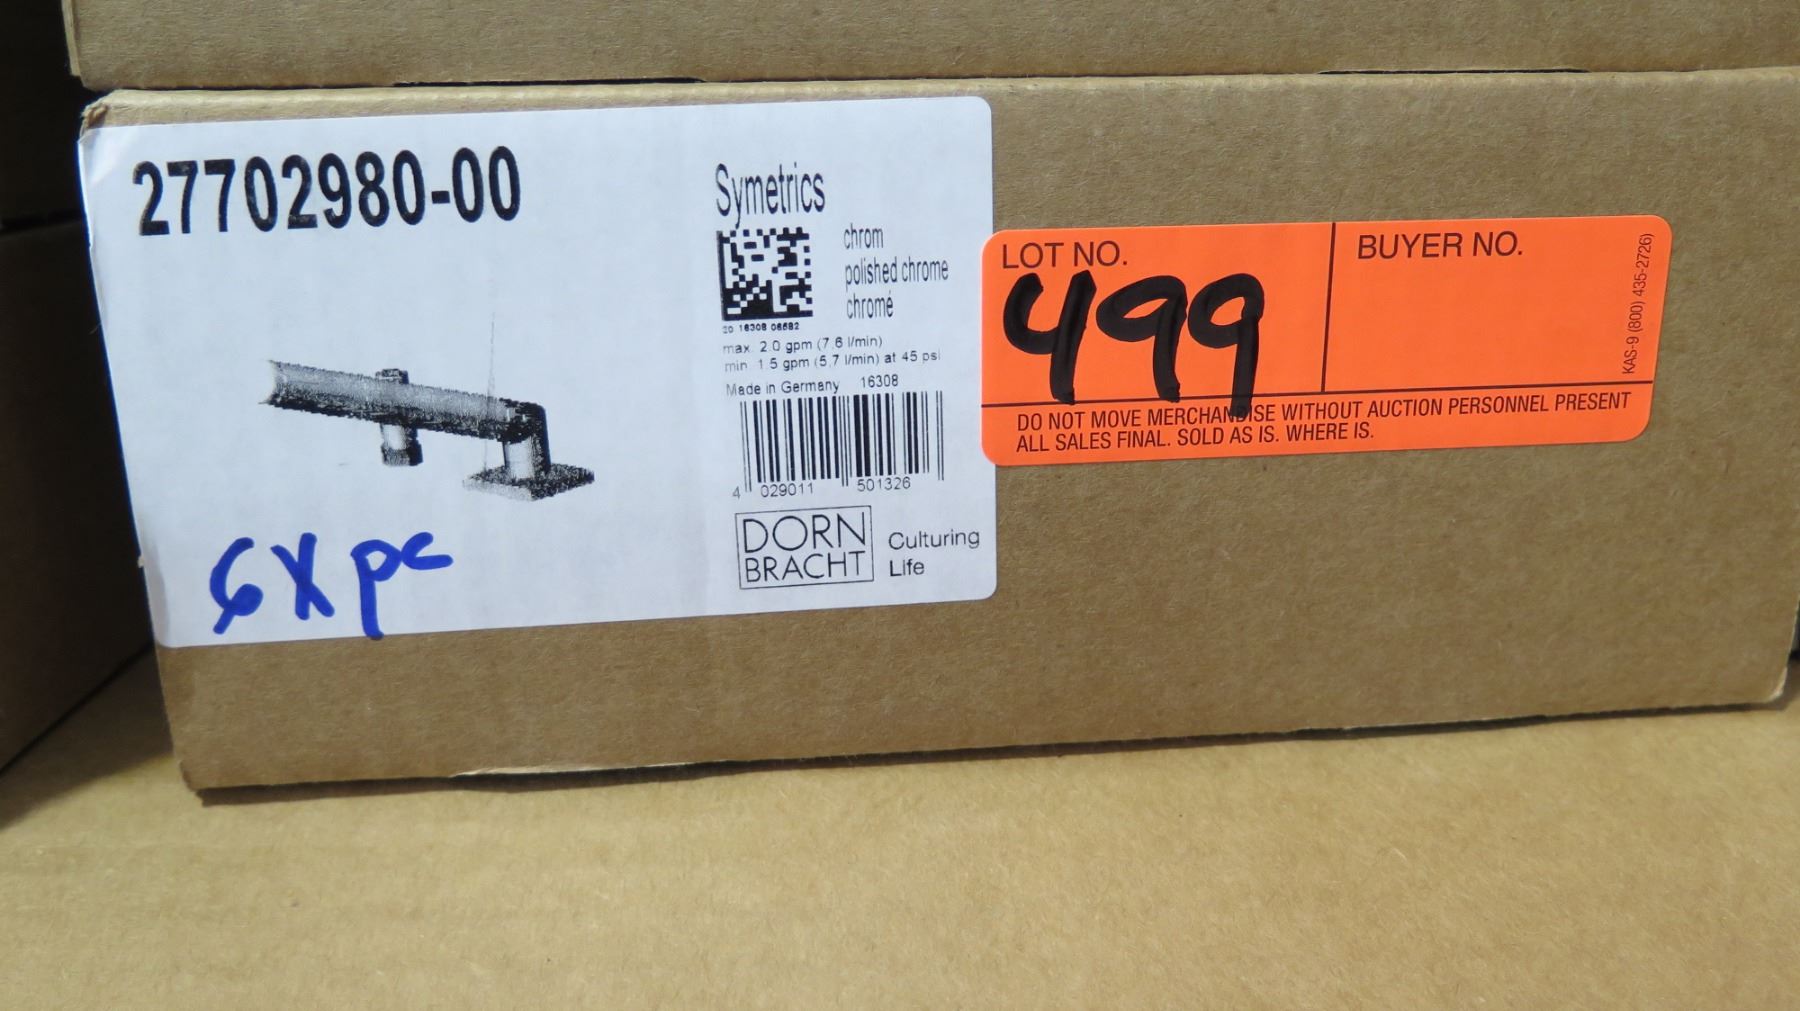 27702980-00
Symetrics
chrom
polished chrome
chromé
20 16308 06682
max. 2.0 gpm (7,6 l/min)
min. 1.5 gpm (5,7 l/min) at 45 psi
Made in Germany 16308
4 029011 501326
DORN
BRACHT
Culturing
Life
6 X pc
LOT NO.
499
BUYER NO.
KAS-9 (800) 435-2726)
DO NOT MOVE MERCHANDISE WITHOUT AUCTION PERSONNEL PRESENT
ALL SALES FINAL. SOLD AS IS. WHERE IS.